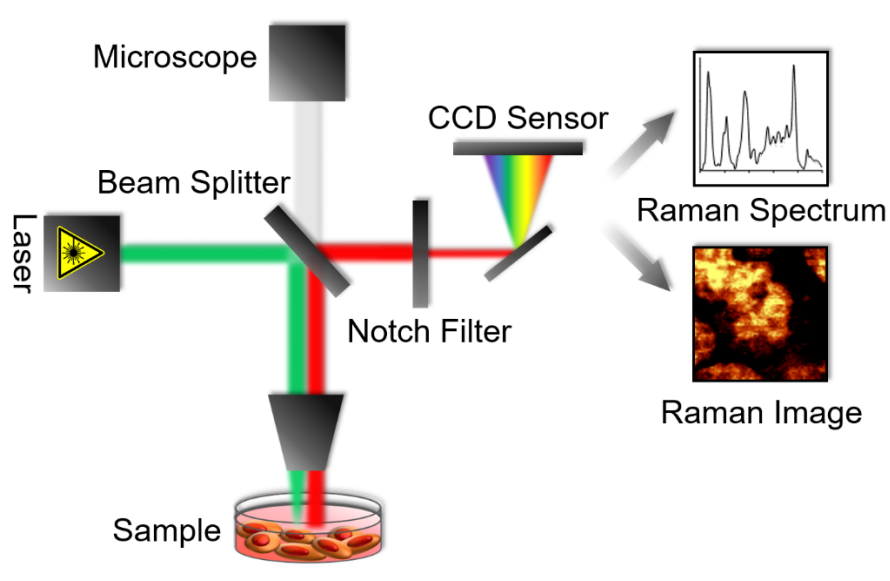 Microscope
CCD Sensor
Beam Splitter
Laser
Raman Spectrum
Notch Filter
Raman Image
Sample